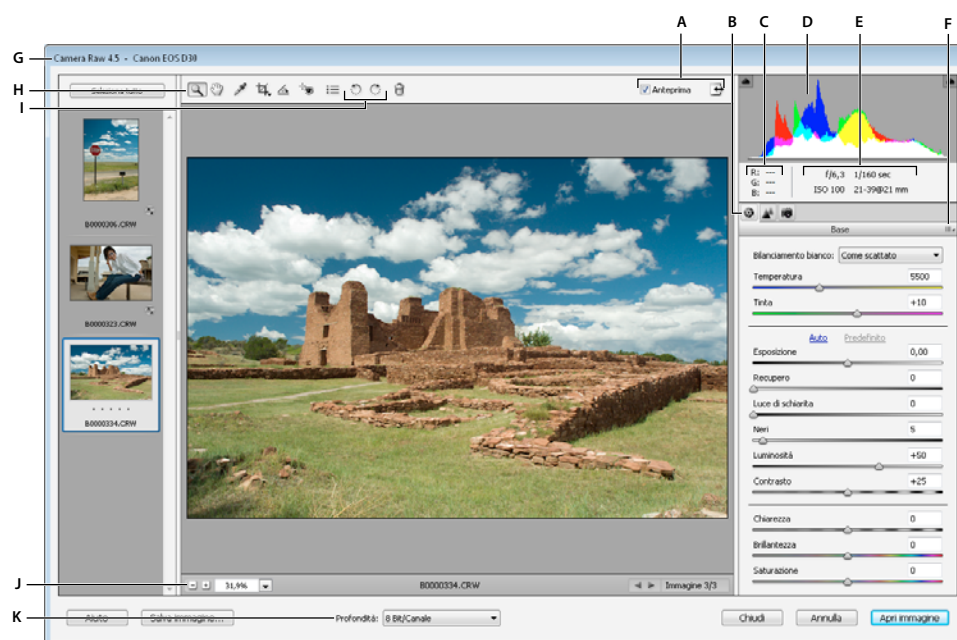 A B C D E F
G Camera Raw 4.5 - Canon EOS D30
H Seleziona tutto Anteprima
I
R: ---
G: ---
B: ---
f/6,3 1/160 sec
ISO 100 21-39@21 mm
B0000206.CRW
B0000323.CRW
B0000334.CRW
Base
Bilanciamento bianco: Come scattato
Temperatura 5500
Tinta +10
Auto Predefinito
Esposizione 0,00
Recupero 0
Luce di schiarita 0
Neri 5
Luminosità +50
Contrasto +25
Chiarezza 0
Brillantezza 0
Saturazione 0
J 31,9% B0000334.CRW Immagine 3/3
K Aiuto Salva immagine... Profondità: 8 Bit/Canale Chiudi Annulla Apri immagine